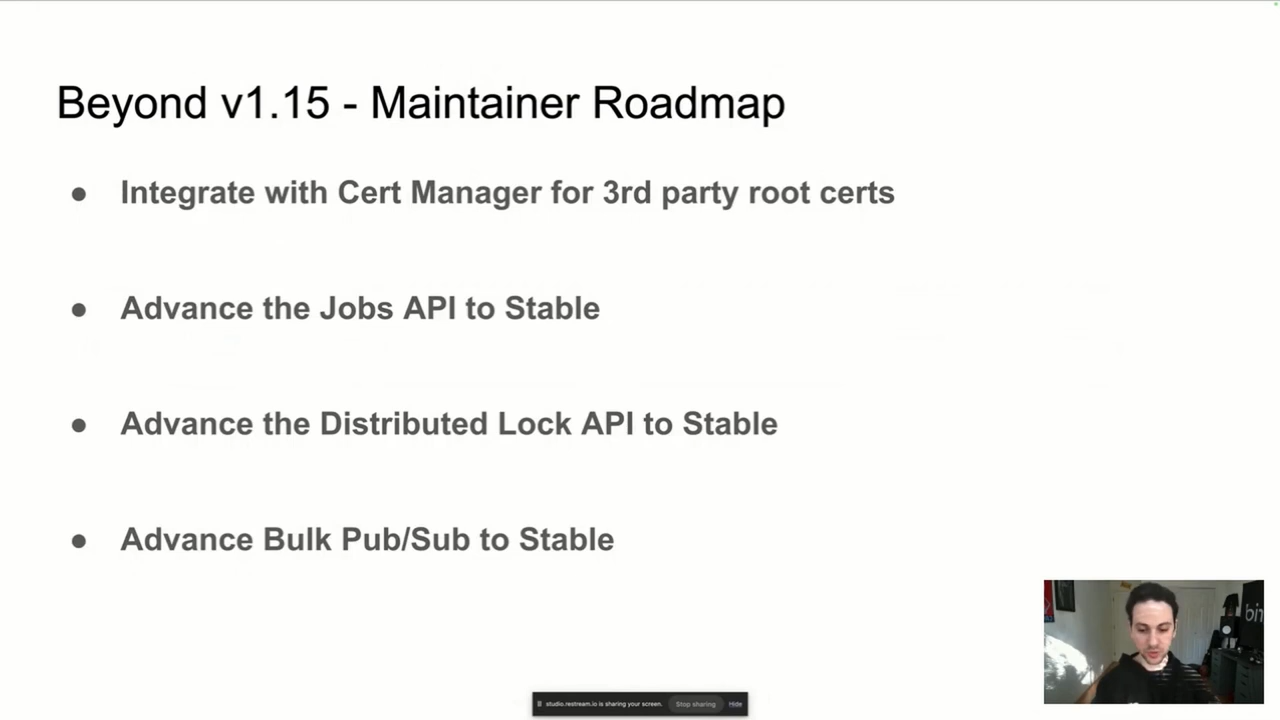 Beyond v1.15 - Maintainer Roadmap
● Integrate with Cert Manager for 3rd party root certs
● Advance the Jobs API to Stable
● Advance the Distributed Lock API to Stable
● Advance Bulk Pub/Sub to Stable
bin
studio.restream.io is sharing your screen. Stop sharing Hide